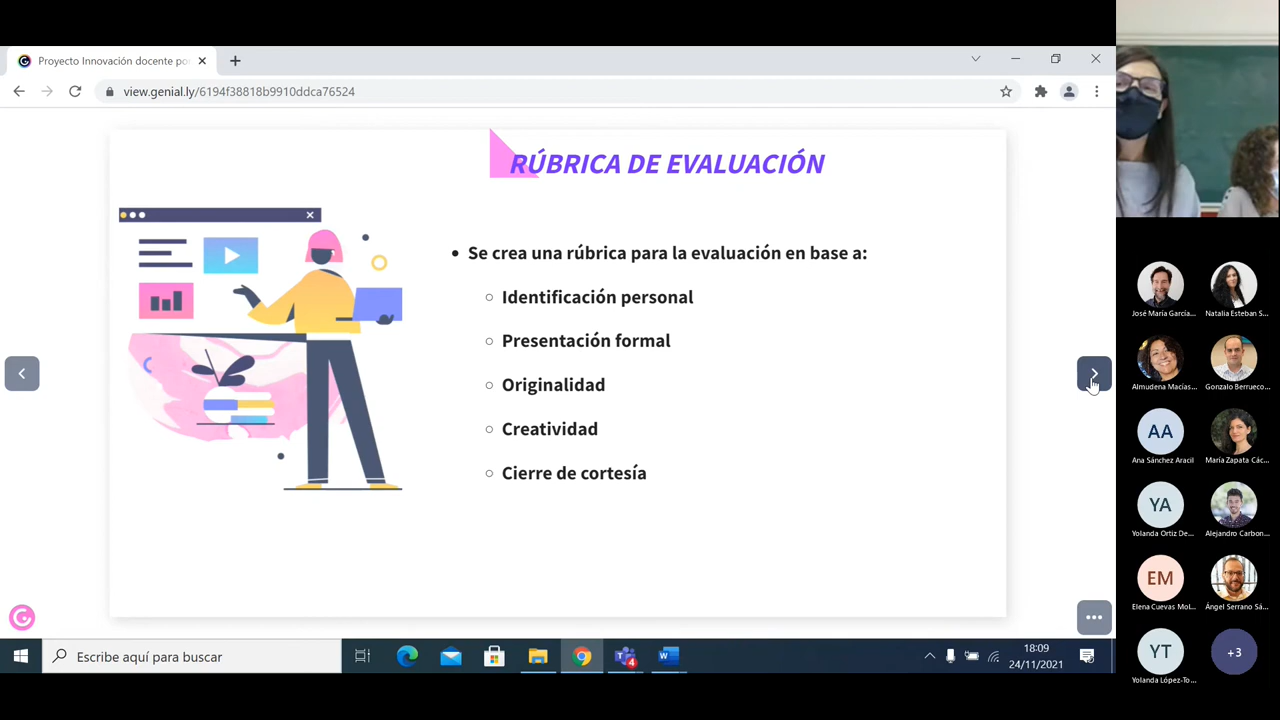 Proyecto Innovación docente po
view.genial.ly/6194f38818b9910ddca76524
RÚBRICA DE EVALUACIÓN
Se crea una rúbrica para la evaluación en base a:
Identificación personal
Presentación formal
Originalidad
Creatividad
Cierre de cortesía
José María García...
Natalia Esteban S...
Almudena Macías...
Gonzalo Berrueco...
AA
Ana Sánchez Aracil
María Zapata Các...
YA
Yolanda Ortiz De...
Alejandro Carbon...
EM
Elena Cuevas Mol...
Ángel Serrano Sá...
YT
Yolanda López-To...
+3
Escribe aquí para buscar
4
18:09
24/11/2021